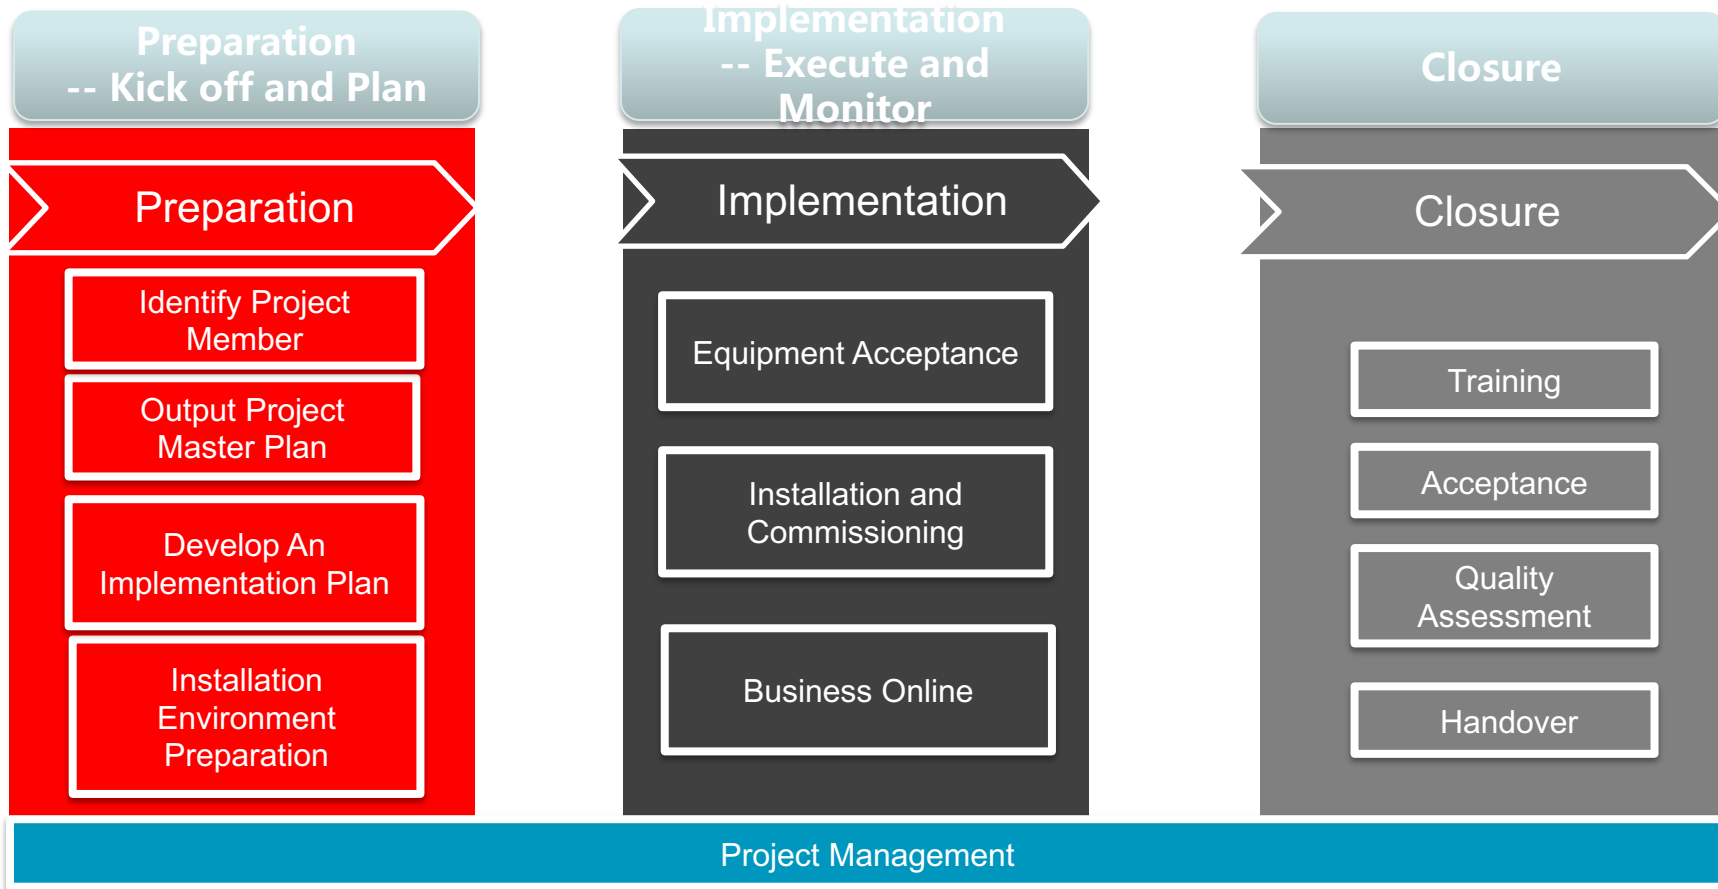 Preparation
-- Kick off and Plan
Preparation
Identify Project
Member
Output Project
Master Plan
Develop An
Implementation Plan
Installation
Environment
Preparation
Implementation
-- Execute and
Monitor
Implementation
Equipment Acceptance
Installation and
Commissioning
Business Online
Closure
Closure
Training
Acceptance
Quality
Assessment
Handover
Project Management